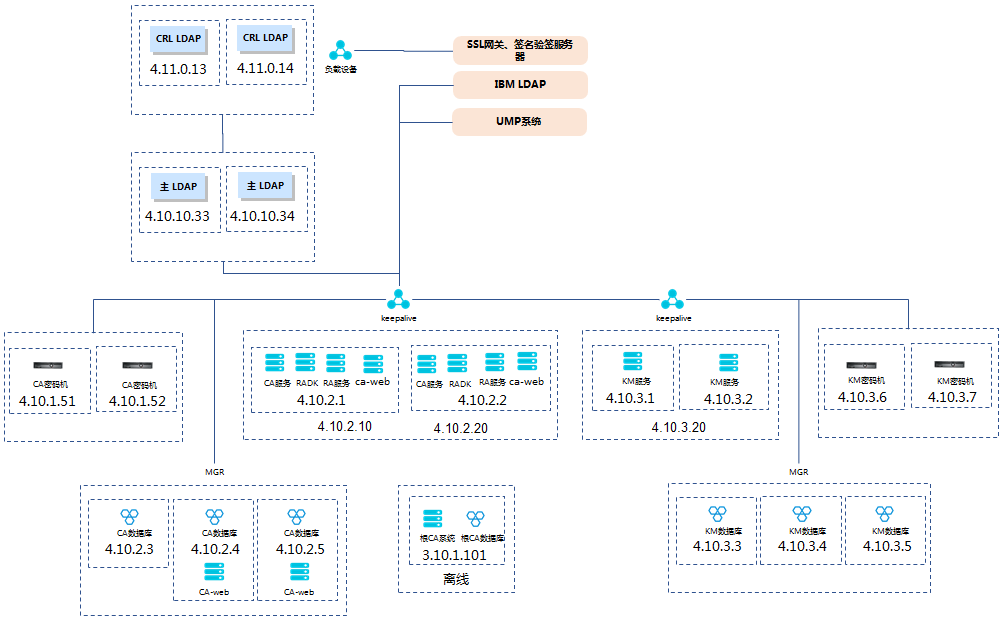 CRL LDAP
4.11.0.13
CRL LDAP
4.11.0.14
负载设备
SSL网关、签名验签服务
器
IBM LDAP
UMP系统
主 LDAP
4.10.10.33
主 LDAP
4.10.10.34
keepalive
keepalive
CA密码机
4.10.1.51
CA密码机
4.10.1.52
CA服务
RADK
RA服务
ca-web
4.10.2.1
CA服务
RADK
RA服务
ca-web
4.10.2.2
4.10.2.10
4.10.2.20
KM服务
4.10.3.1
KM服务
4.10.3.2
4.10.3.20
KM密码机
4.10.3.6
KM密码机
4.10.3.7
MGR
CA数据库
4.10.2.3
CA数据库
4.10.2.4
CA-web
CA数据库
4.10.2.5
CA-web
根CA系统
根CA数据库
3.10.1.101
离线
MGR
KM数据库
4.10.3.3
KM数据库
4.10.3.4
KM数据库
4.10.3.5